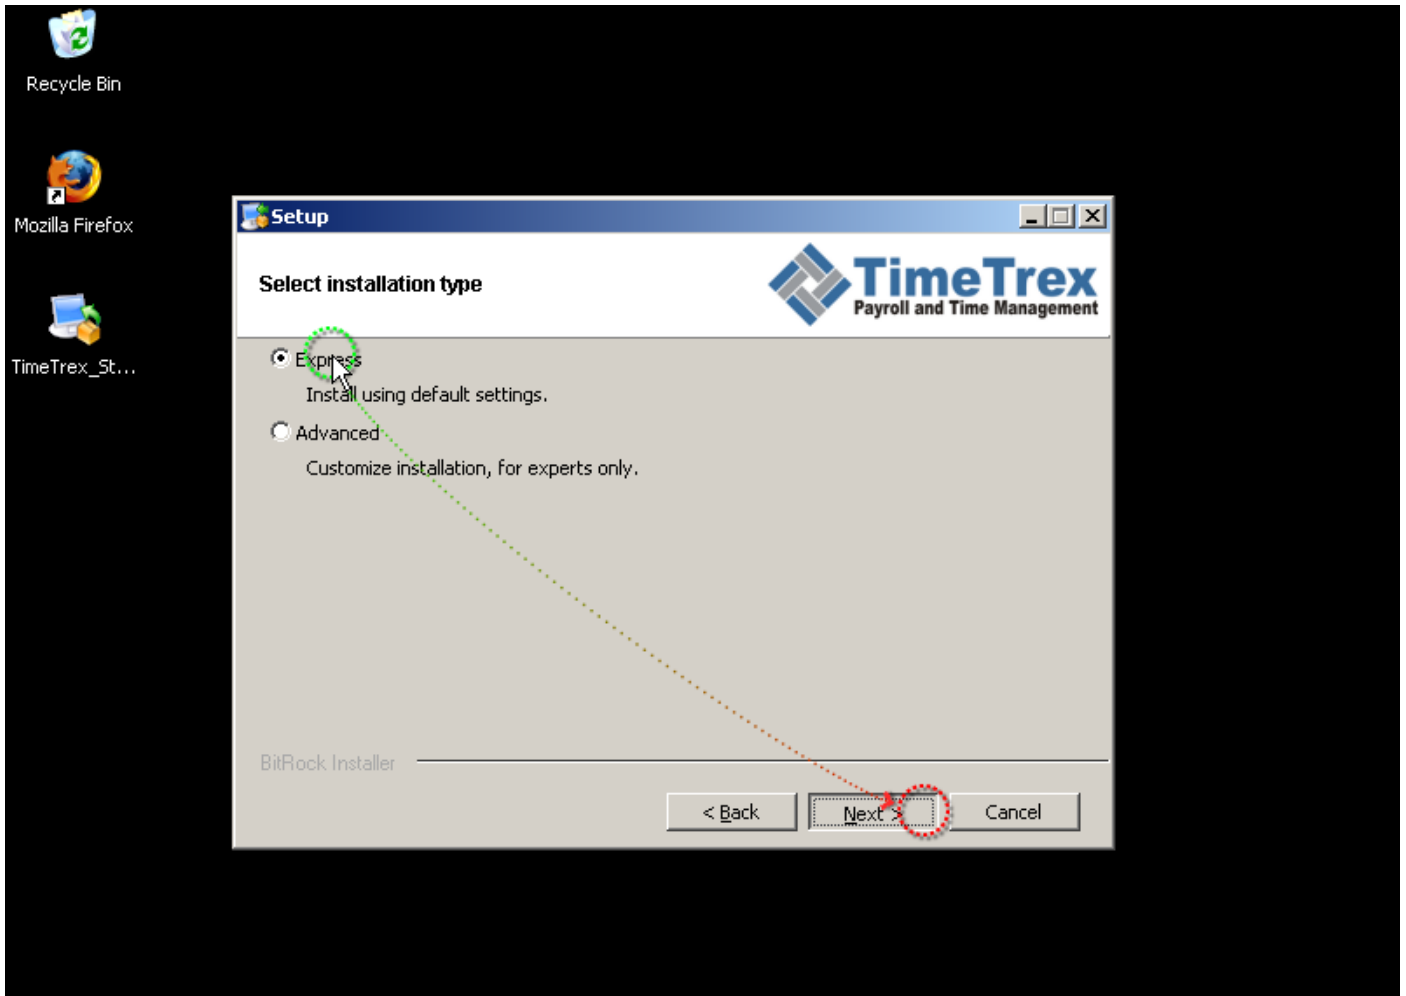 Recycle Bin
Mozilla Firefox
TimeTrex_St...
Setup
Select installation type
TimeTrex
Payroll and Time Management
Express
Install using default settings.
Advanced
Customize installation, for experts only.
BitRock Installer
< Back
Next >
Cancel